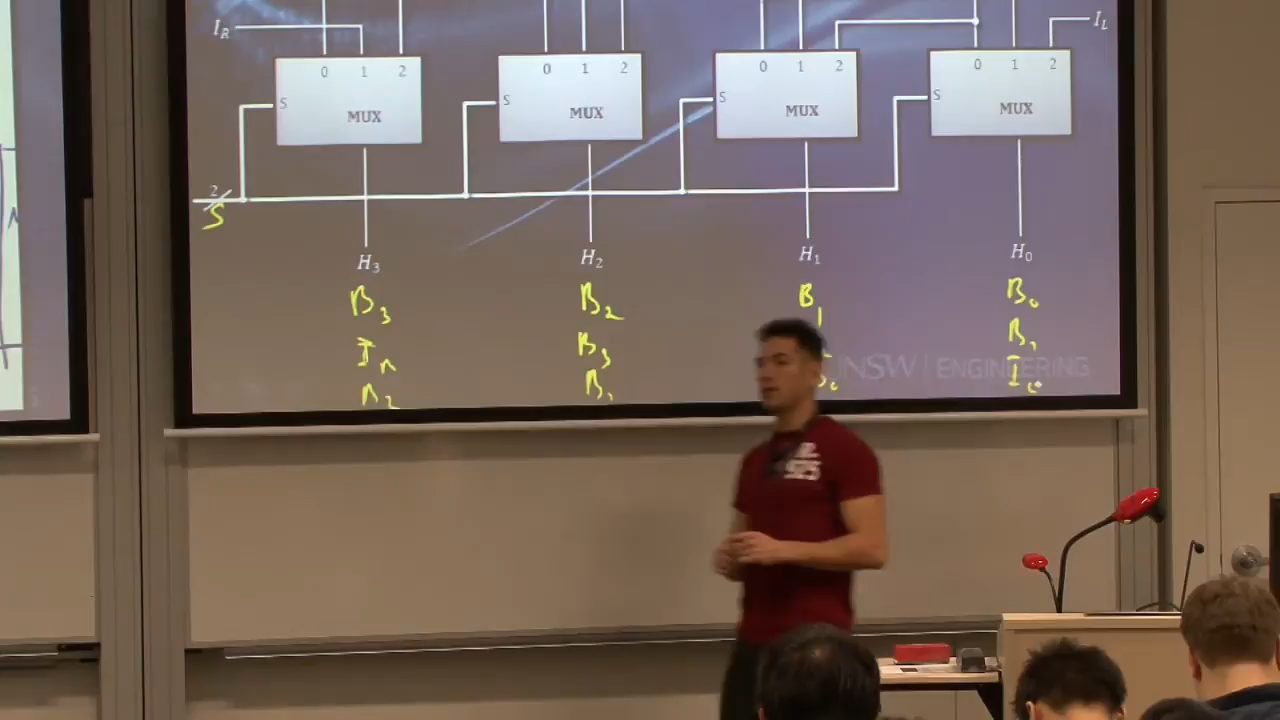 I_R I_L
0 1 2 0 1 2 0 1 2 0 1 2
S S S S
MUX MUX MUX MUX
2
S
H_3 H_2 H_1 H_0
B_3 B_2 B_1 B_0
I_R B_3 B_1
B_2 B_1 I_L
UNSW | ENGINEERING